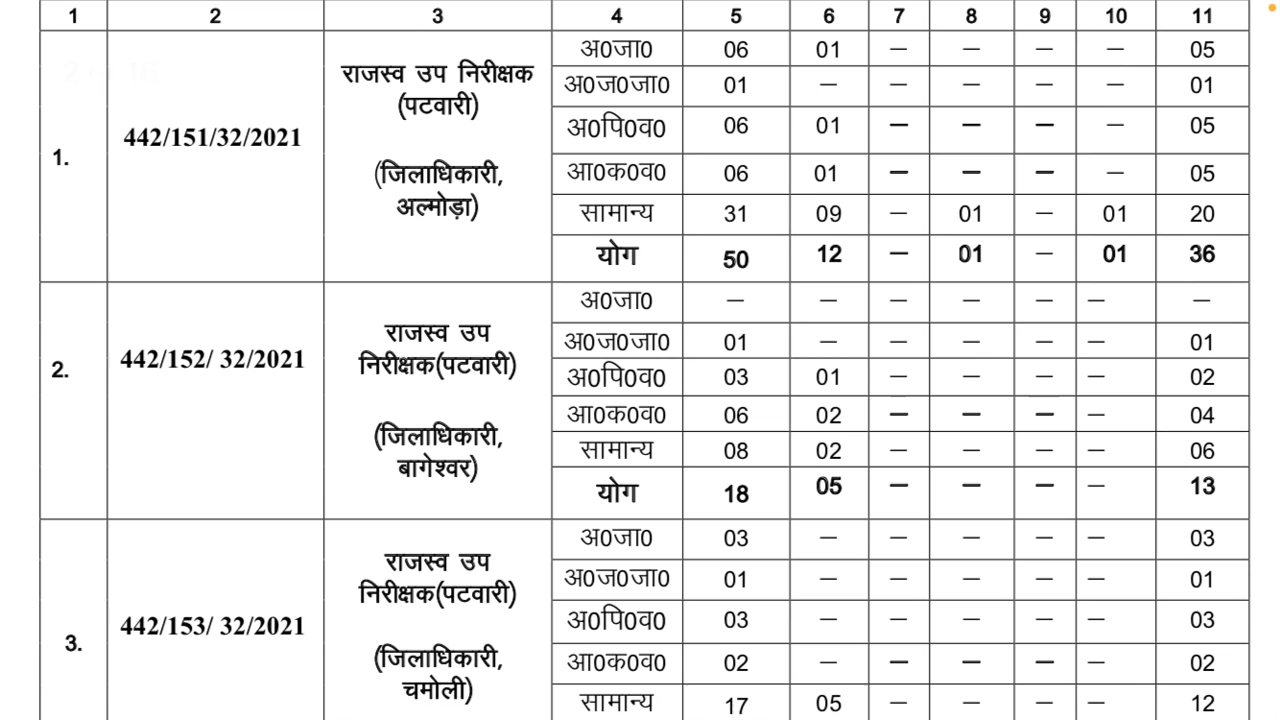 1 2 3 4 5 6 7 8 9 10 11
1. 442/151/32/2021 राजस्व उप निरीक्षक
(पटवारी)
(जिलाधिकारी,
अल्मोड़ा)
अ0जा0 06 01 — — — — 05
अ0ज0जा0 01 — — — — — 01
अ0पि0व0 06 01 — — — — 05
आ0क0व0 06 01 — — — — 05
सामान्य 31 09 — 01 — 01 20
योग 50 12 — 01 — 01 36
2. 442/152/ 32/2021 राजस्व उप
निरीक्षक(पटवारी)
(जिलाधिकारी,
बागेश्वर)
अ0जा0 — — — — — — —
अ0ज0जा0 01 — — — — — 01
अ0पि0व0 03 01 — — — — 02
आ0क0व0 06 02 — — — — 04
सामान्य 08 02 — — — — 06
योग 18 05 — — — — 13
3. 442/153/ 32/2021 राजस्व उप
निरीक्षक(पटवारी)
(जिलाधिकारी,
चमोली)
अ0जा0 03 — — — — — 03
अ0ज0जा0 01 — — — — — 01
अ0पि0व0 03 — — — — — 03
आ0क0व0 02 — — — — — 02
सामान्य 17 05 — — — — 12